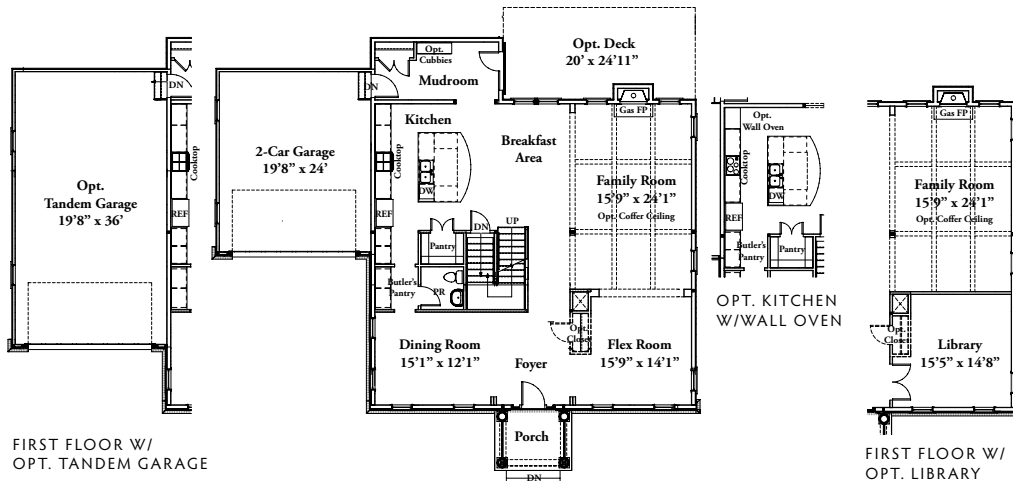 Opt.
Tandem Garage
19'8" x 36'
DN
Cooktop
REF
FIRST FLOOR W/
OPT. TANDEM GARAGE
2-Car Garage
19'8" x 24'
DN
Opt.
Cubbies
Mudroom
Kitchen
Cooktop
DW
REF
Pantry
DN
UP
Butler's
Pantry
PR
Dining Room
15'1" x 12'1"
Foyer
Porch
DN
Opt. Deck
20' x 24'11"
Breakfast
Area
Gas FP
Family Room
15'9" x 24'1"
Opt. Coffer Ceiling
Opt.
Closet
Flex Room
15'9" x 14'1"
Opt.
Wall Oven
Cooktop
DW
REF
Butler's
Pantry
Pantry
OPT. KITCHEN
W/WALL OVEN
Gas FP
Family Room
15'9" x 24'1"
Opt. Coffer Ceiling
Opt.
Closet
Library
15'5" x 14'8"
FIRST FLOOR W/
OPT. LIBRARY